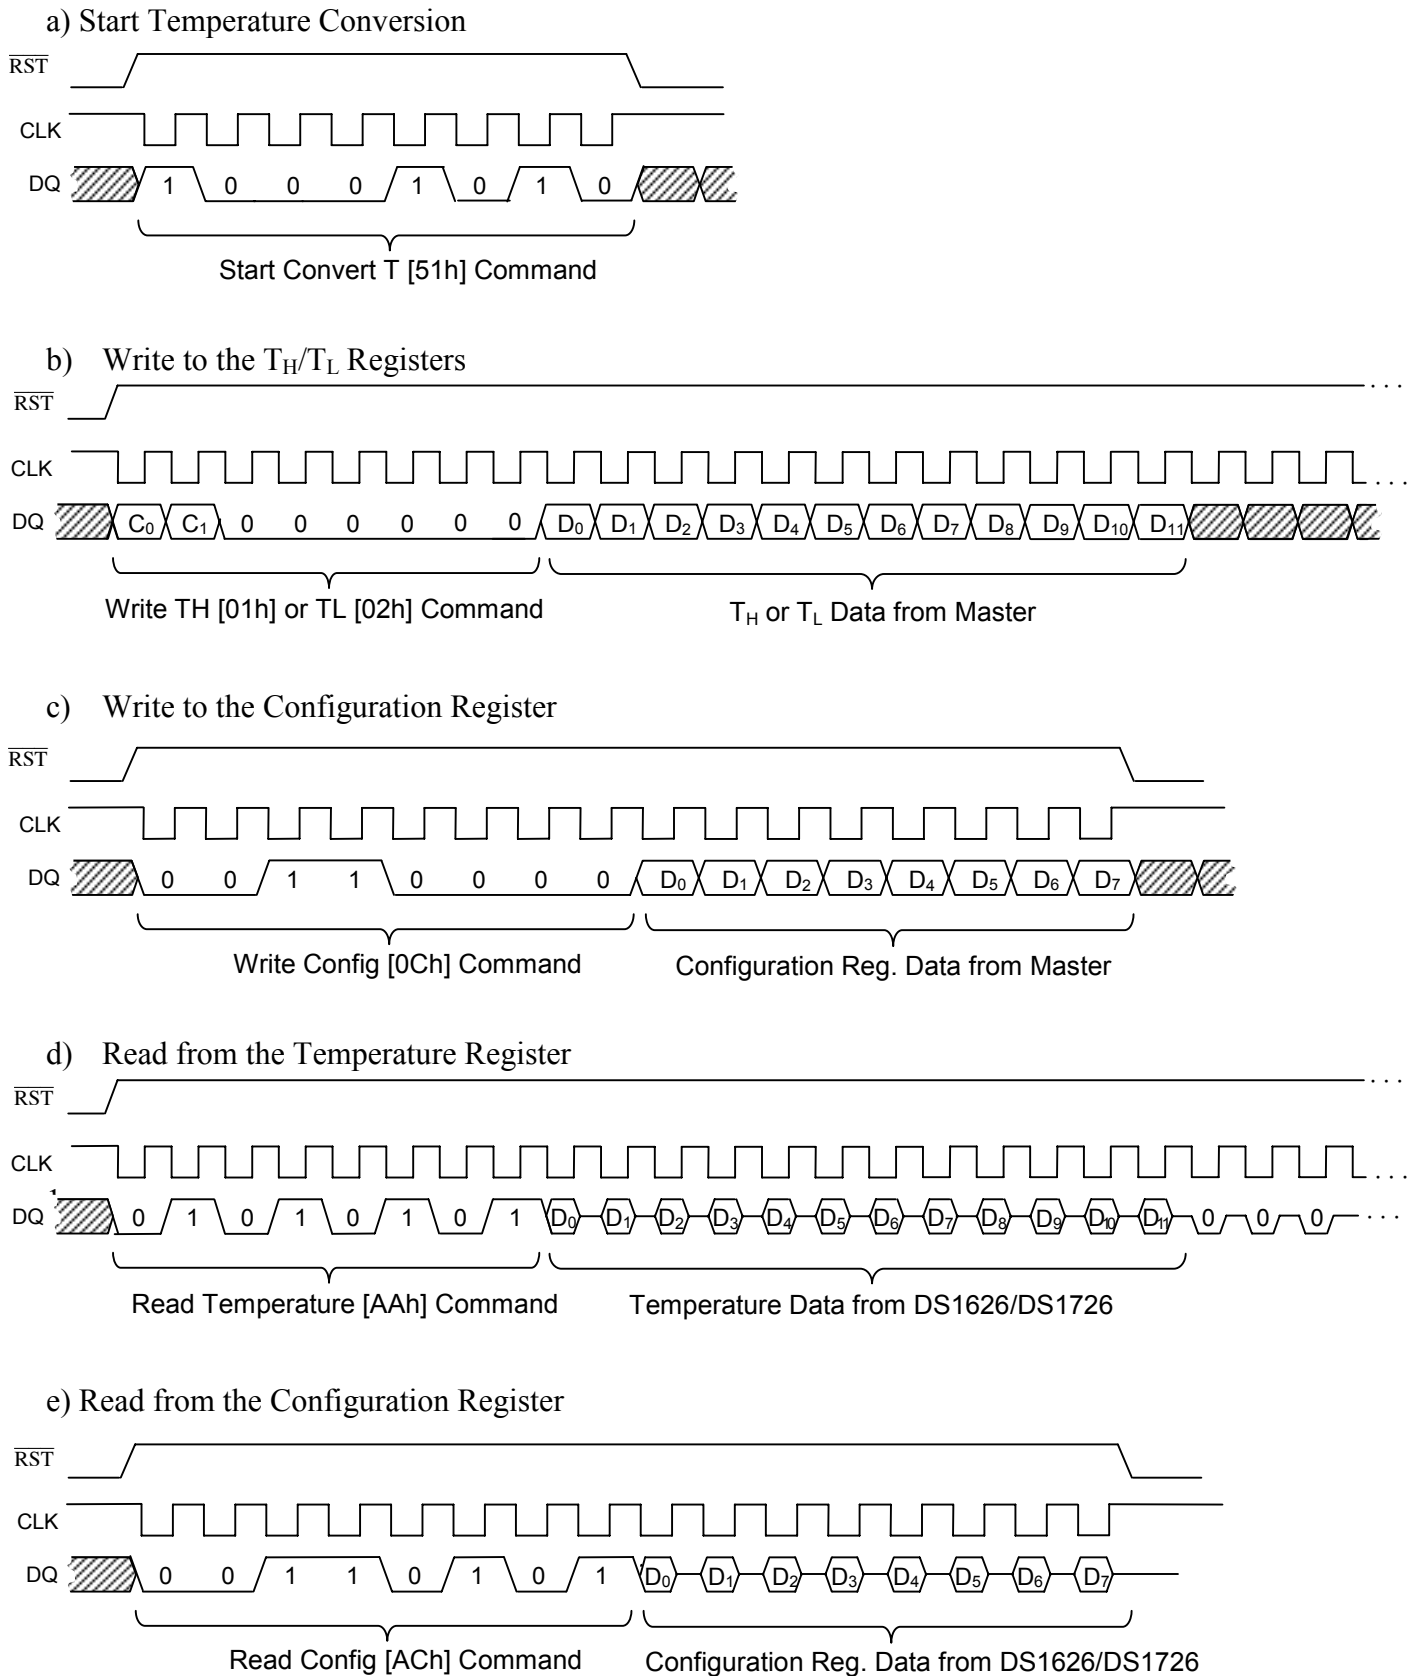 a) Start Temperature Conversion
RST
CLK
DQ 1 0 0 0 1 0 1 0
Start Convert T [51h] Command
b) Write to the TH/TL Registers
RST . . .
CLK . . . .
DQ C0 C1 0 0 0 0 0 0 D0 D1 D2 D3 D4 D5 D6 D7 D8 D9 D10 D11
Write TH [01h] or TL [02h] Command TH or TL Data from Master
c) Write to the Configuration Register
RST
CLK
DQ 0 0 1 1 0 0 0 0 D0 D1 D2 D3 D4 D5 D6 D7
Write Config [0Ch] Command Configuration Reg. Data from Master
d) Read from the Temperature Register
RST . . .
CLK . . . .
DQ 0 1 0 1 0 1 0 1 D0 D1 D2 D3 D4 D5 D6 D7 D8 D9 D10 D11 0 0 0 . . .
Read Temperature [AAh] Command Temperature Data from DS1626/DS1726
e) Read from the Configuration Register
RST
CLK
DQ 0 0 1 1 0 1 0 1 D0 D1 D2 D3 D4 D5 D6 D7
Read Config [ACh] Command Configuration Reg. Data from DS1626/DS1726